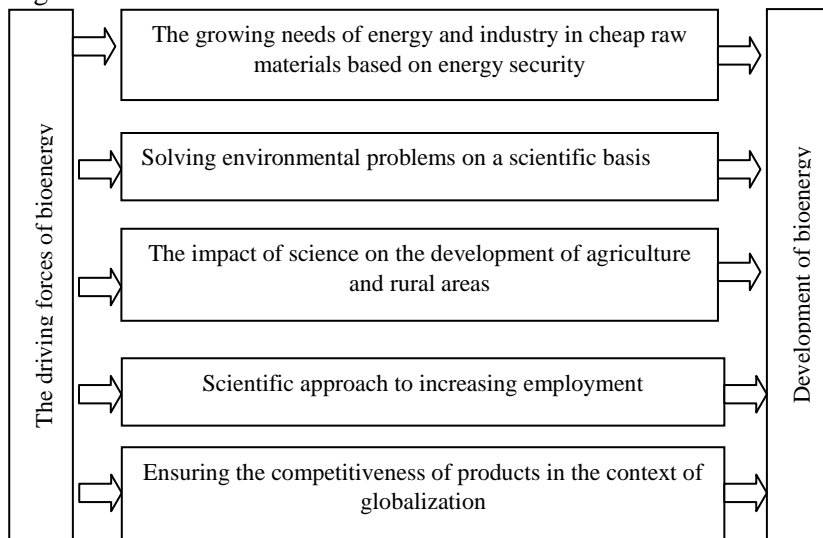 The driving forces of bioenergy
The growing needs of energy and industry in cheap raw
materials based on energy security
Solving environmental problems on a scientific basis
The impact of science on the development of agriculture
and rural areas
Scientific approach to increasing employment
Ensuring the competitiveness of products in the context of
globalization
Development of bioenergy